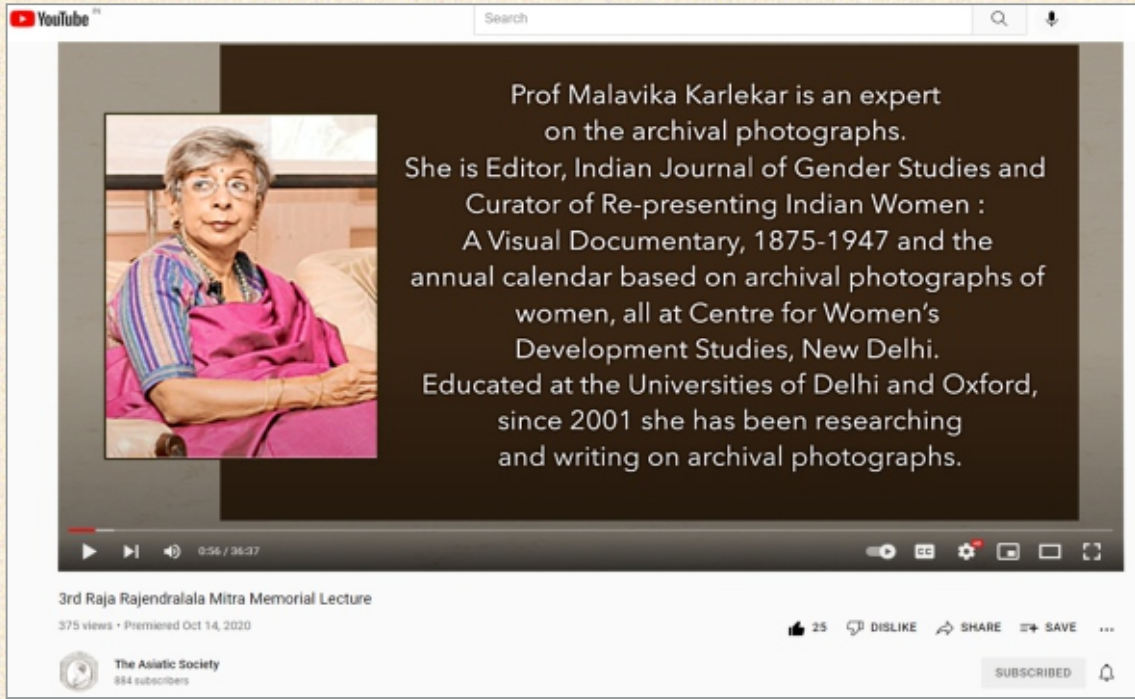 YouTube IN
Search
Prof Malavika Karlekar is an expert
on the archival photographs.
She is Editor, Indian Journal of Gender Studies and
Curator of Re-presenting Indian Women :
A Visual Documentary, 1875-1947 and the
annual calendar based on archival photographs of
women, all at Centre for Women's
Development Studies, New Delhi.
Educated at the Universities of Delhi and Oxford,
since 2001 she has been researching
and writing on archival photographs.
0:56 / 36:37
CC HD
3rd Raja Rajendralala Mitra Memorial Lecture
375 views • Premiered Oct 14, 2020
25 DISLIKE SHARE SAVE ...
The Asiatic Society
884 subscribers
SUBSCRIBED